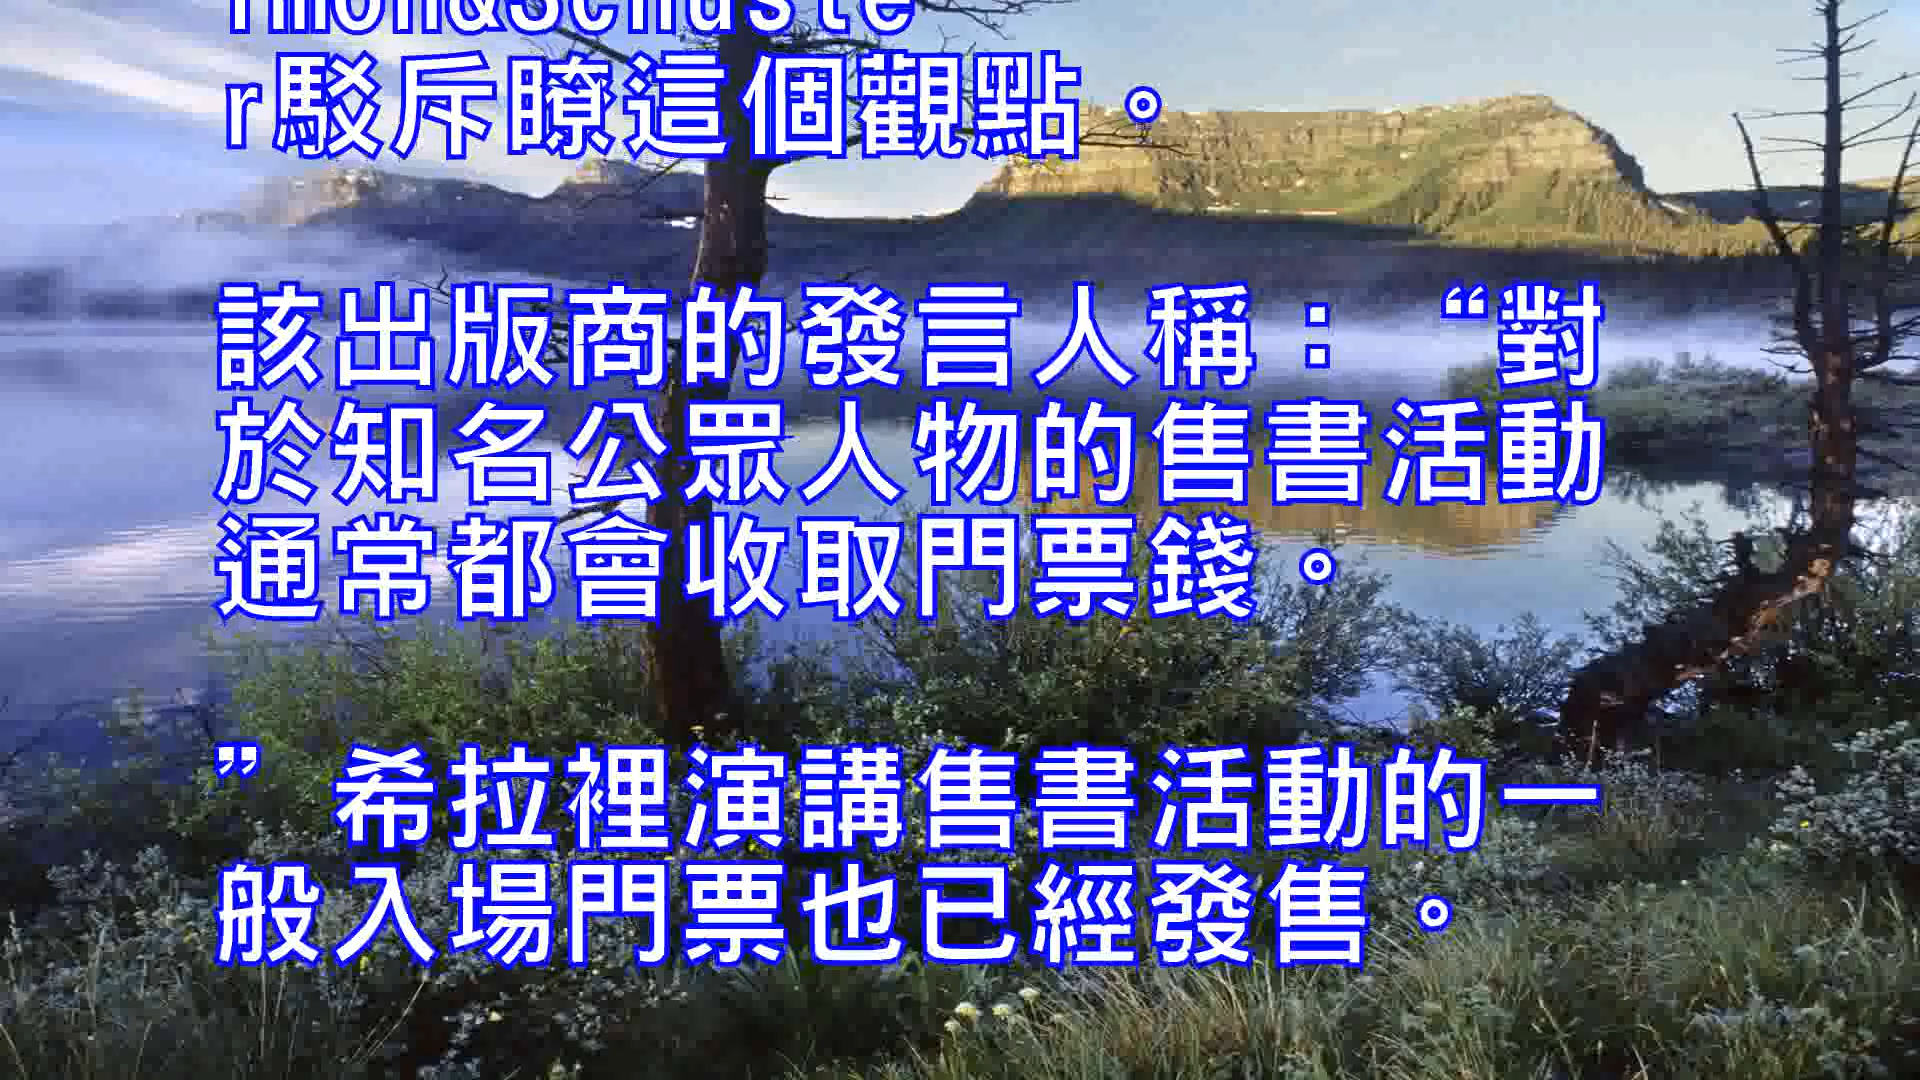 imon&Schuste
r駁斥瞭這個觀點。
該出版商的發言人稱：“對
於知名公眾人物的售書活動
通常都會收取門票錢。
”希拉裡演講售書活動的一
般入場門票也已經發售。